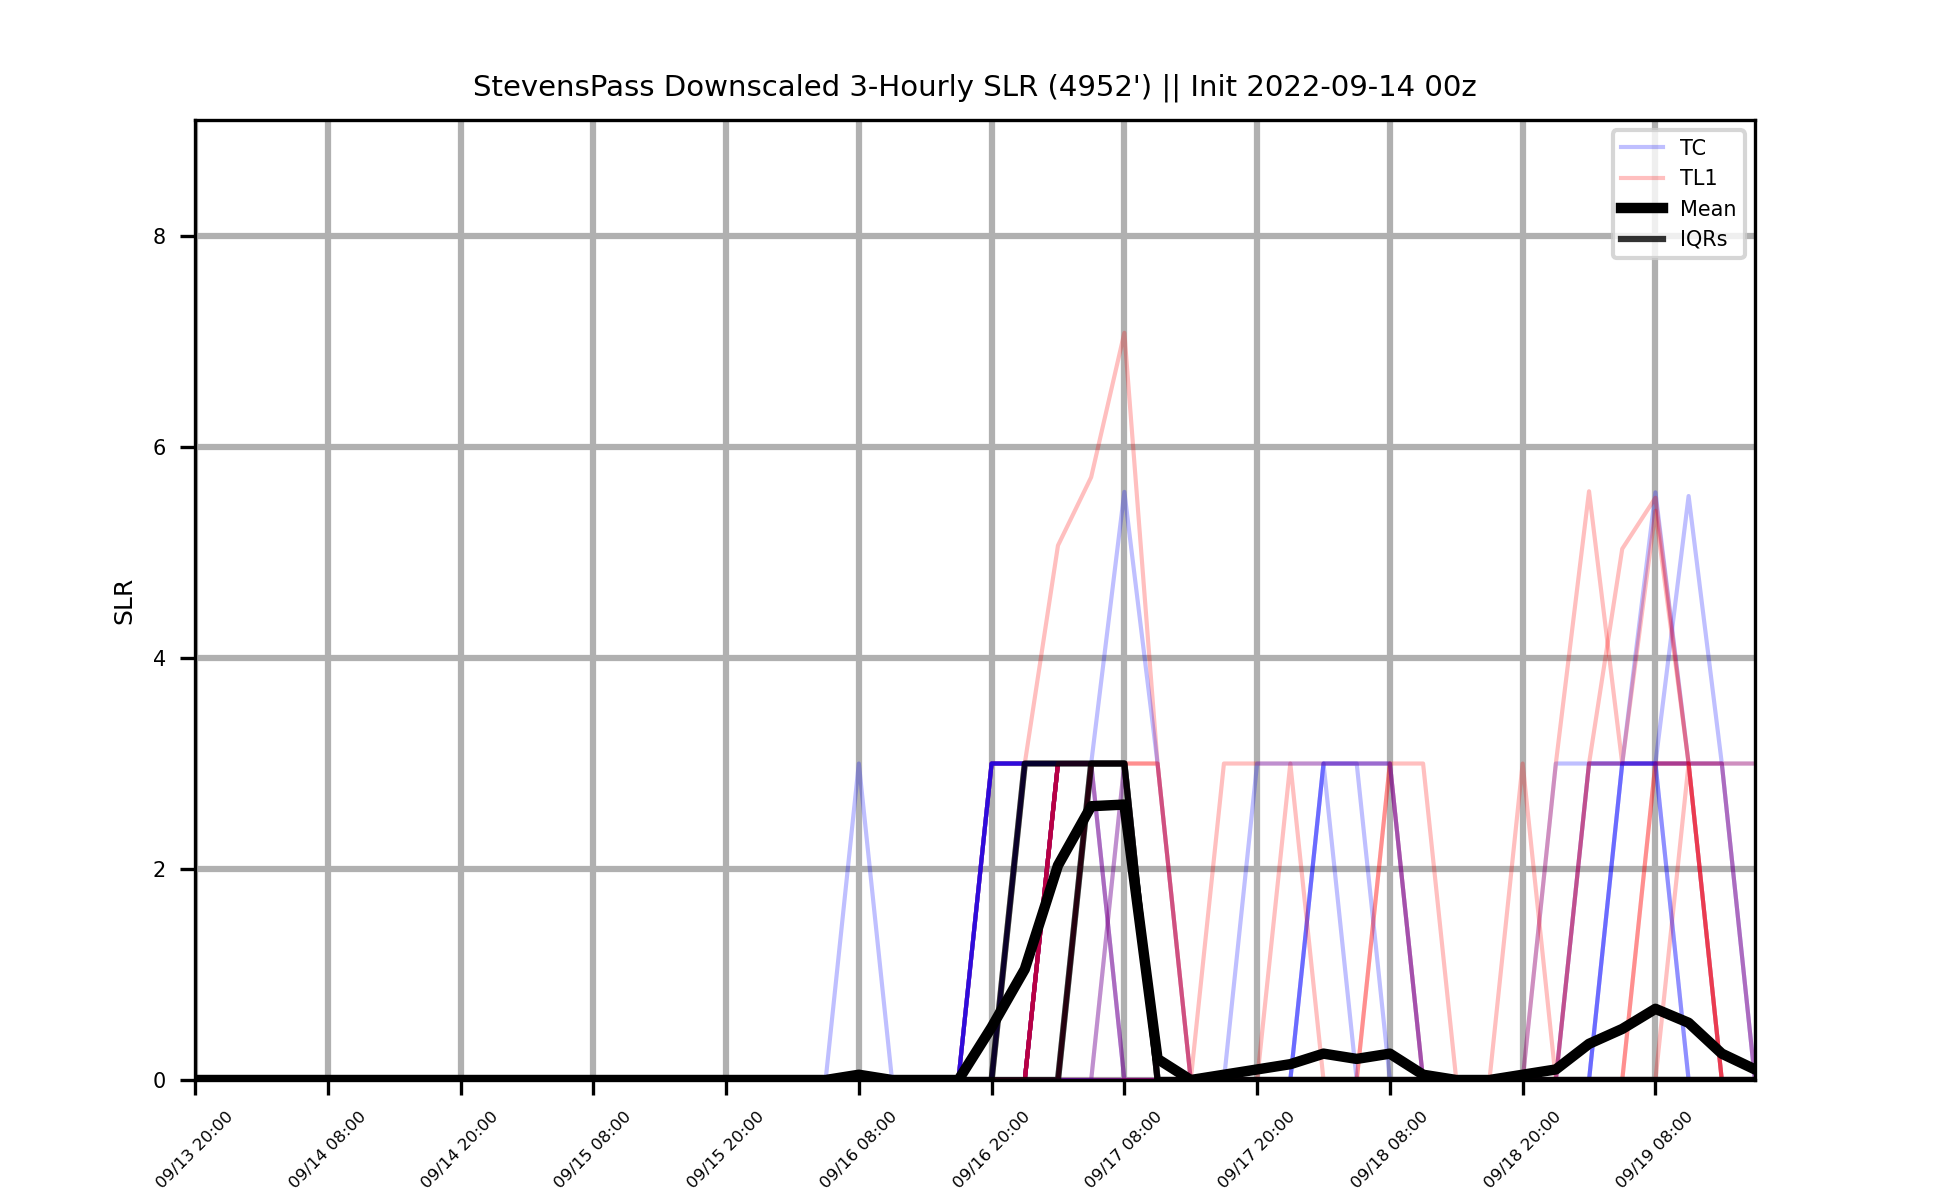 StevensPass Downscaled 3-Hourly SLR (4952') || Init 2022-09-14 00z
TC
TL1
Mean
IQRs
8
6
4
2
0
SLR
09/13 20:00
09/14 08:00
09/14 20:00
09/15 08:00
09/15 20:00
09/16 08:00
09/16 20:00
09/17 08:00
09/17 20:00
09/18 08:00
09/18 20:00
09/19 08:00